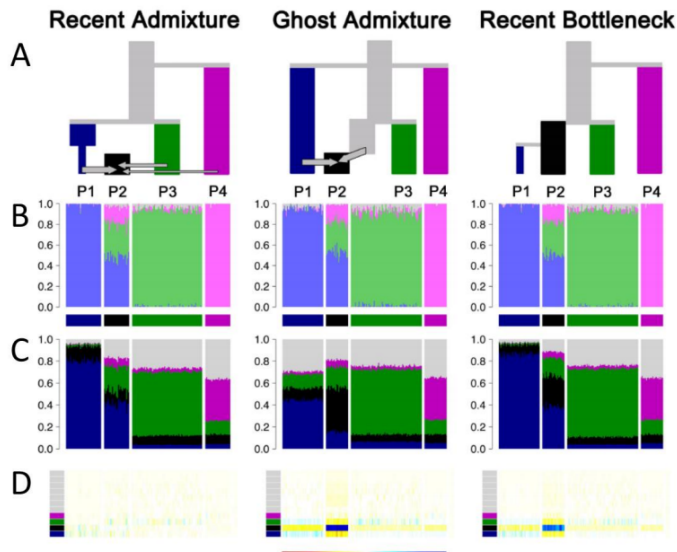 Recent Admixture Ghost Admixture Recent Bottleneck
A
P1 P2 P3 P4 P1 P2 P3 P4 P1 P2 P3 P4
B
1.0 1.0 1.0
0.8 0.8 0.8
0.6 0.6 0.6
0.4 0.4 0.4
0.2 0.2 0.2
0.0 0.0 0.0
C
1.0 1.0 1.0
0.8 0.8 0.8
0.6 0.6 0.6
0.4 0.4 0.4
0.2 0.2 0.2
0.0 0.0 0.0
D